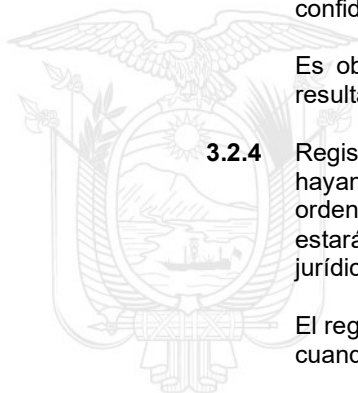 confid
Es ob
resulta
3.2.4 Regis
hayan
orden
estará
jurídic
El reg
cuand